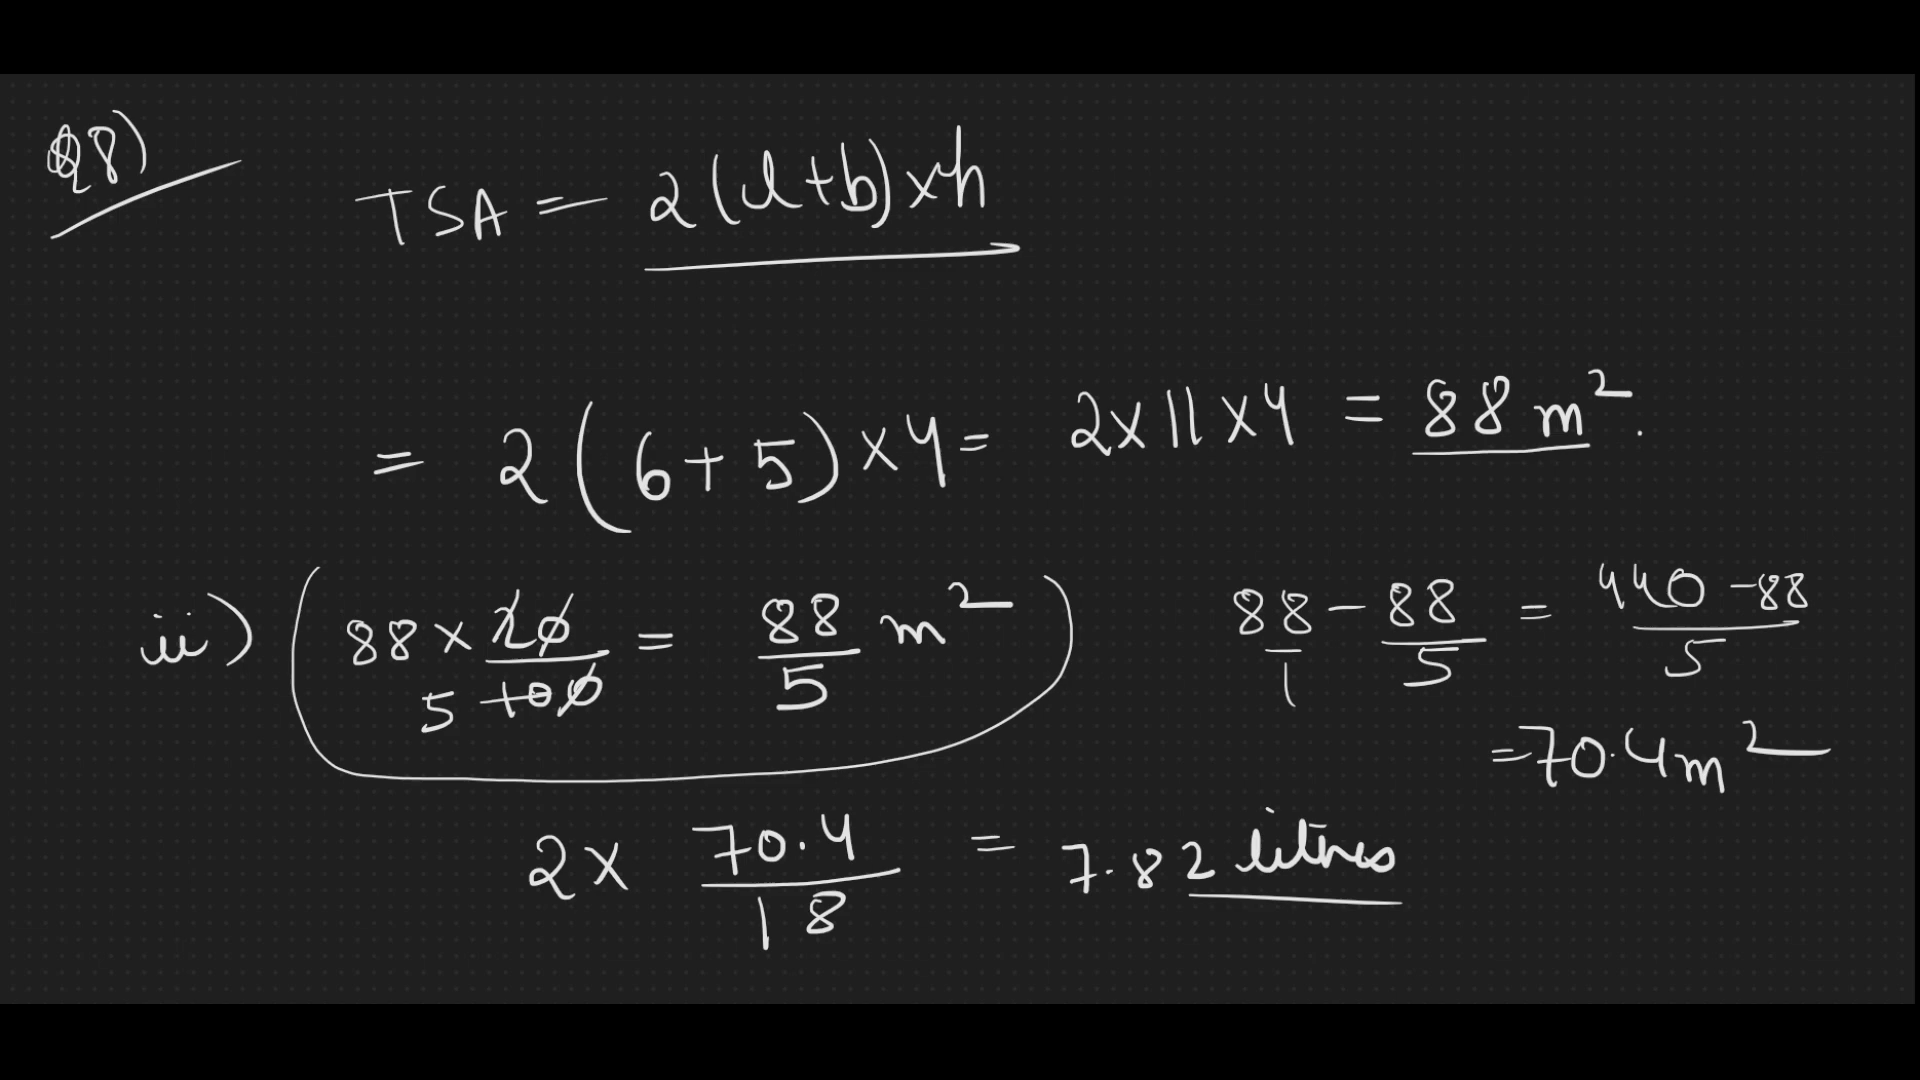 Q8)
TSA = 2(l+b)×h
= 2(6+5)×4 = 2×11×4 = 88 m².
ii) (88 × 20/100 = 88/5 m²) 88/1 - 88/5 = 440-88/5
5
= 70.4 m²
2 × 70.4/18 = 7.82 litres